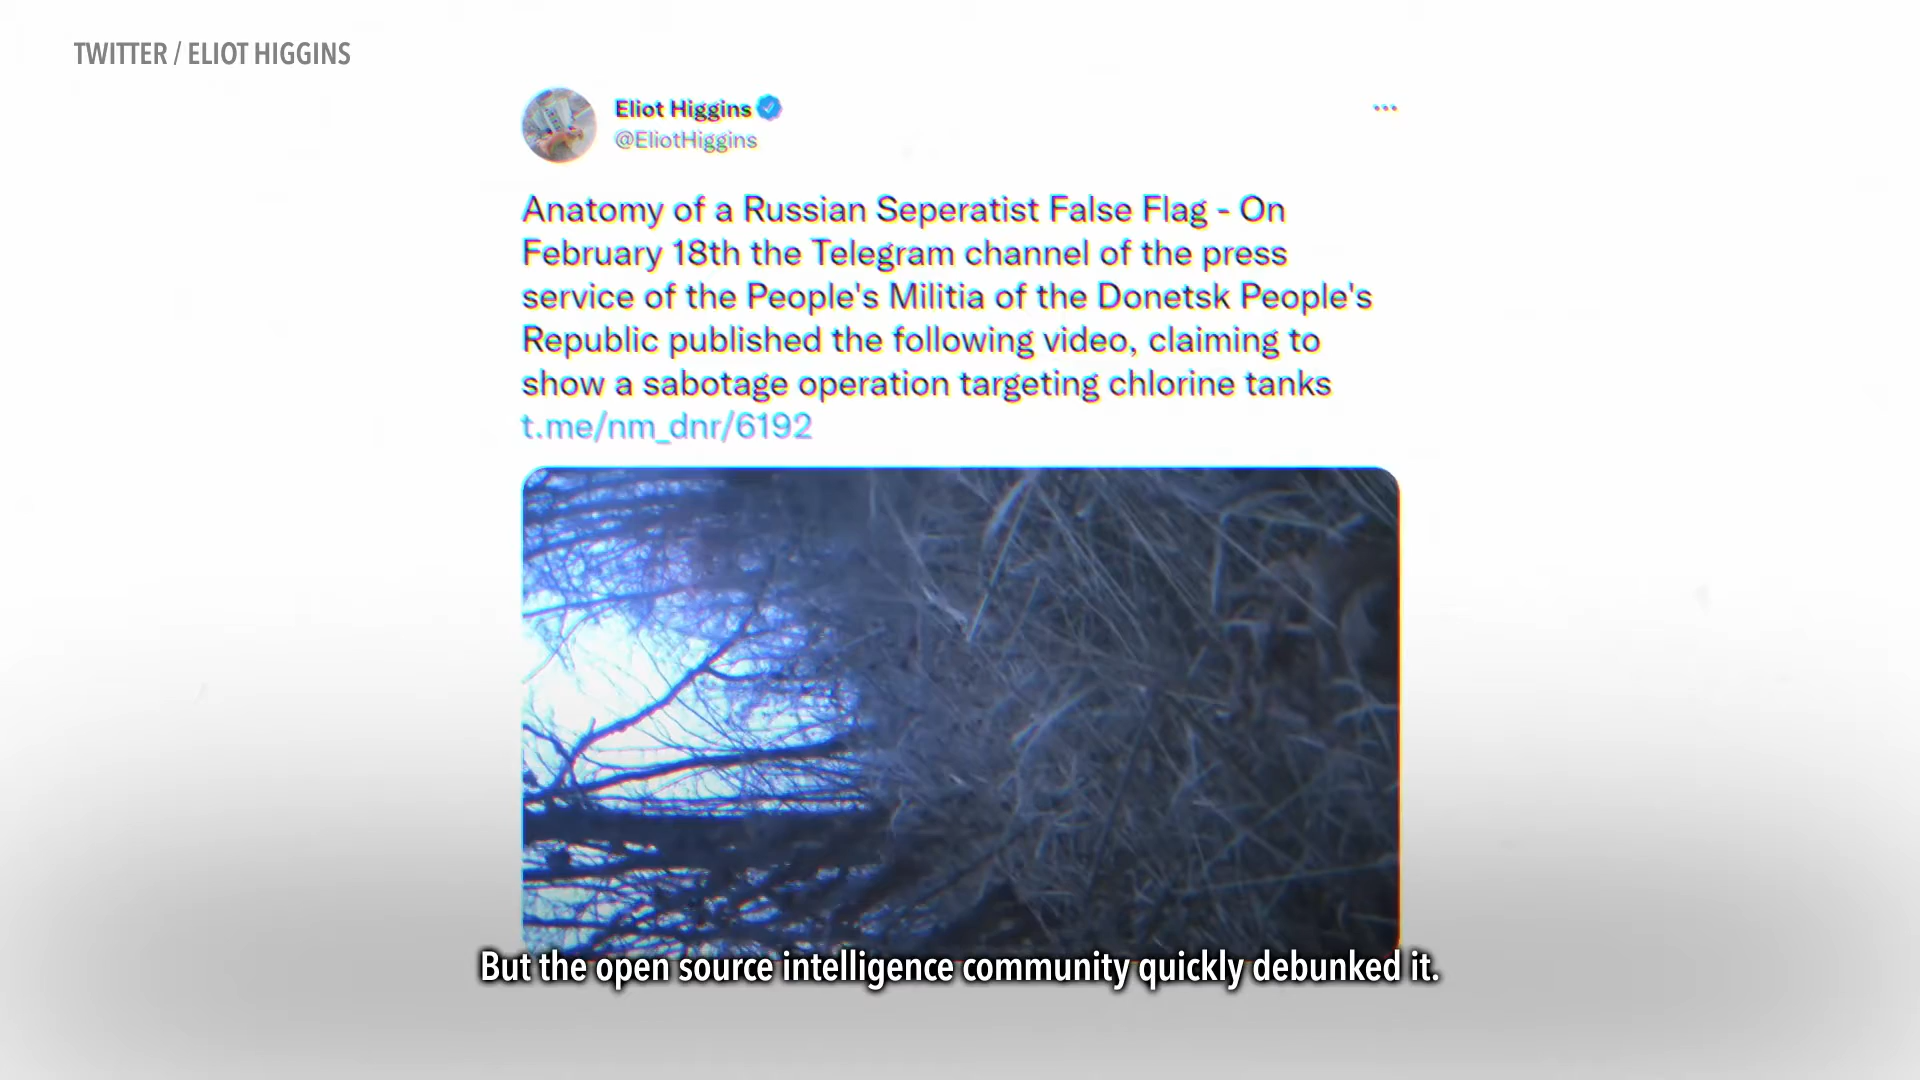 TWITTER / ELIOT HIGGINS
Eliot Higgins
@EliotHiggins
Anatomy of a Russian Seperatist False Flag - On
February 18th the Telegram channel of the press
service of the People's Militia of the Donetsk People's
Republic published the following video, claiming to
show a sabotage operation targeting chlorine tanks
t.me/nm_dnr/6192
But the open source intelligence community quickly debunked it.